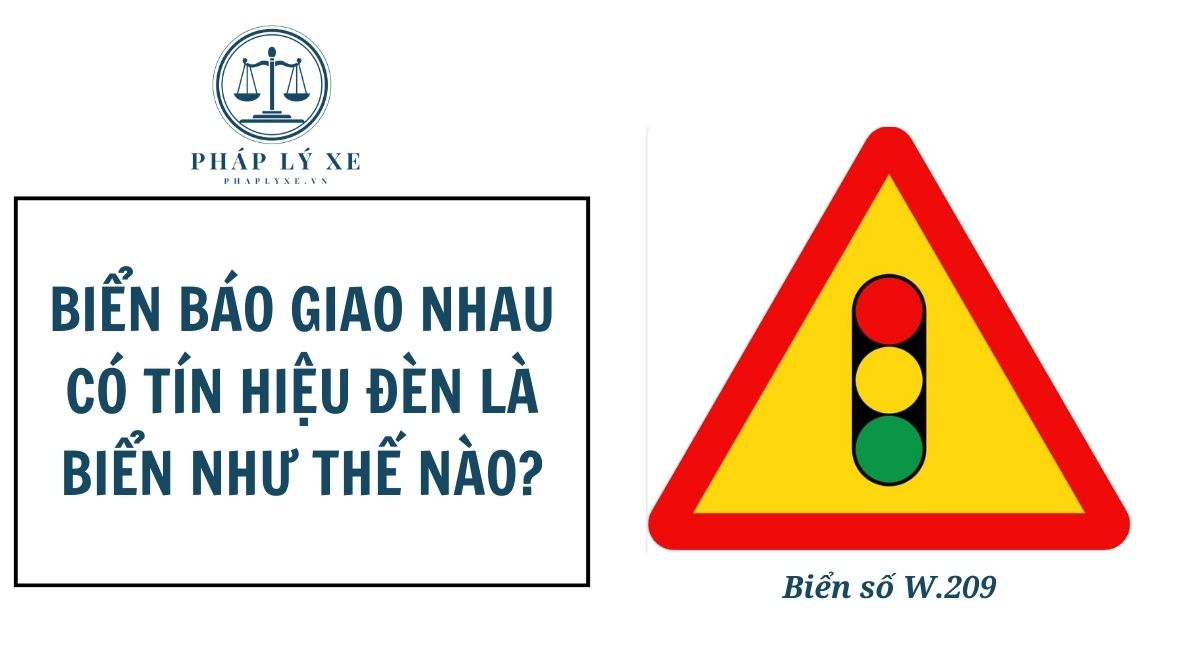 PHÁP LÝ XE
PHAPLYXE.VN
BIỂN BÁO GIAO NHAU
CÓ TÍN HIỆU ĐÈN LÀ
BIỂN NHƯ THẾ NÀO?
Biển số W.209